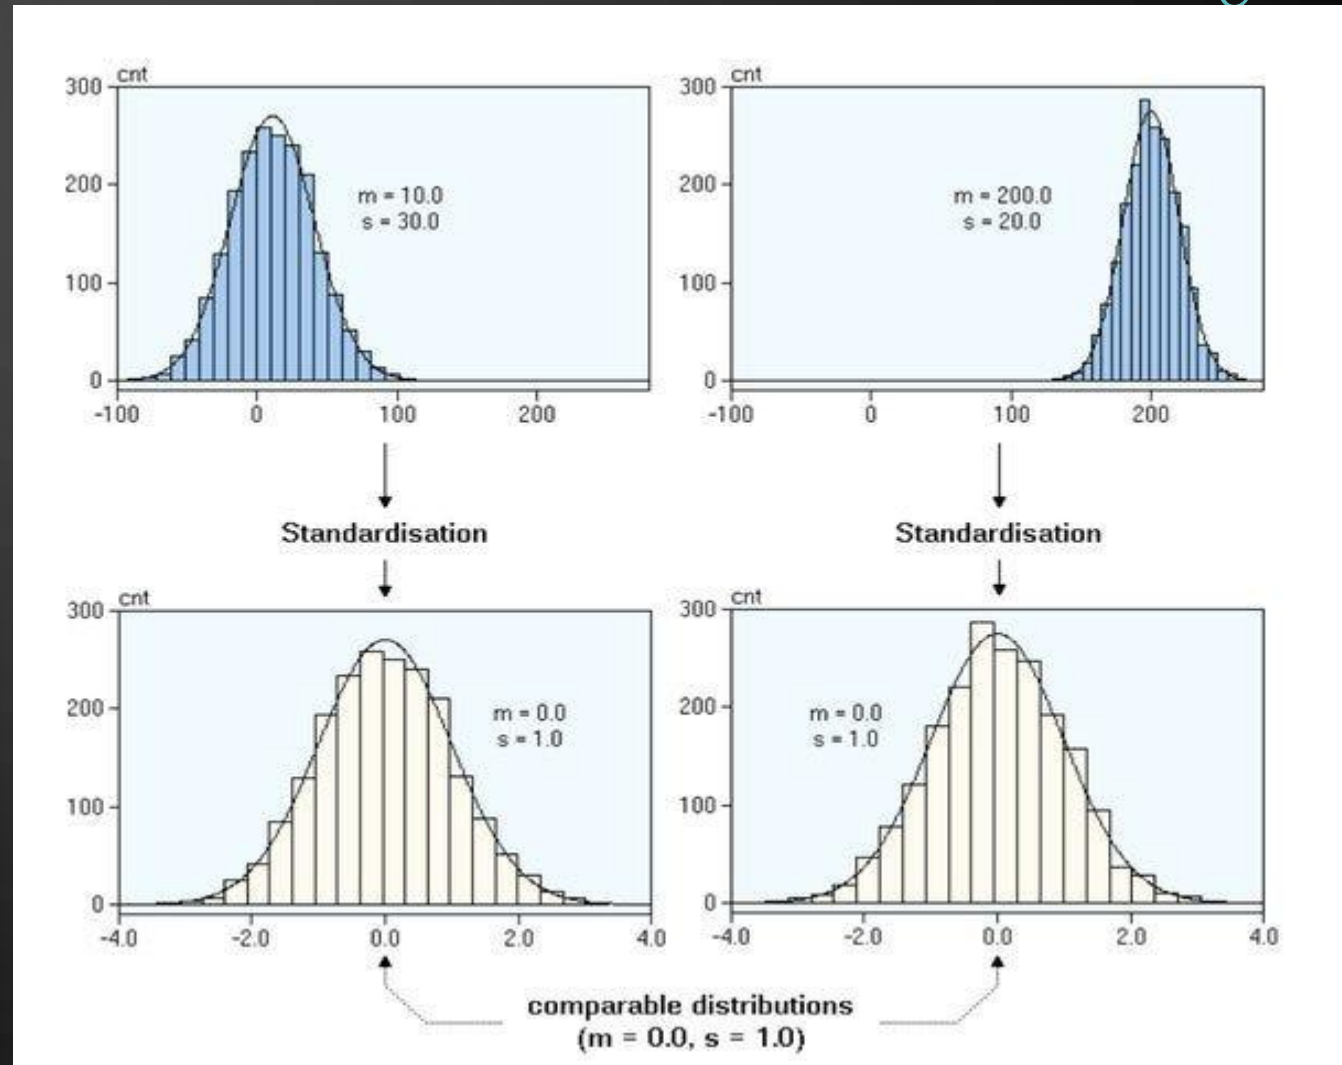 cnt
300
200
100
0
m = 10.0
s = 30.0
-100 0 100 200
cnt
300
200
100
0
m = 200.0
s = 20.0
-100 0 100 200
Standardisation
Standardisation
cnt
300
200
100
0
m = 0.0
s = 1.0
-4.0 -2.0 0.0 2.0 4.0
cnt
300
200
100
0
m = 0.0
s = 1.0
-4.0 -2.0 0.0 2.0 4.0
comparable distributions
(m = 0.0, s = 1.0)